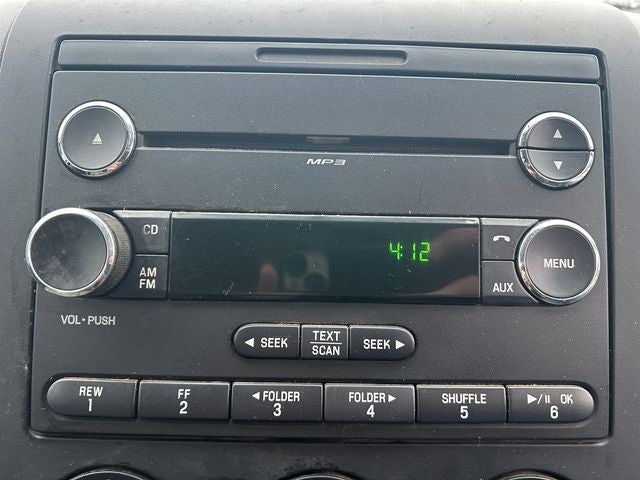 MP3
CD
4:12
AM
FM
MENU
AUX
VOL•PUSH
◄ SEEK
TEXT
SCAN
SEEK ►
REW
1
FF
2
◄ FOLDER
3
FOLDER ►
4
SHUFFLE
5
►/II OK
6